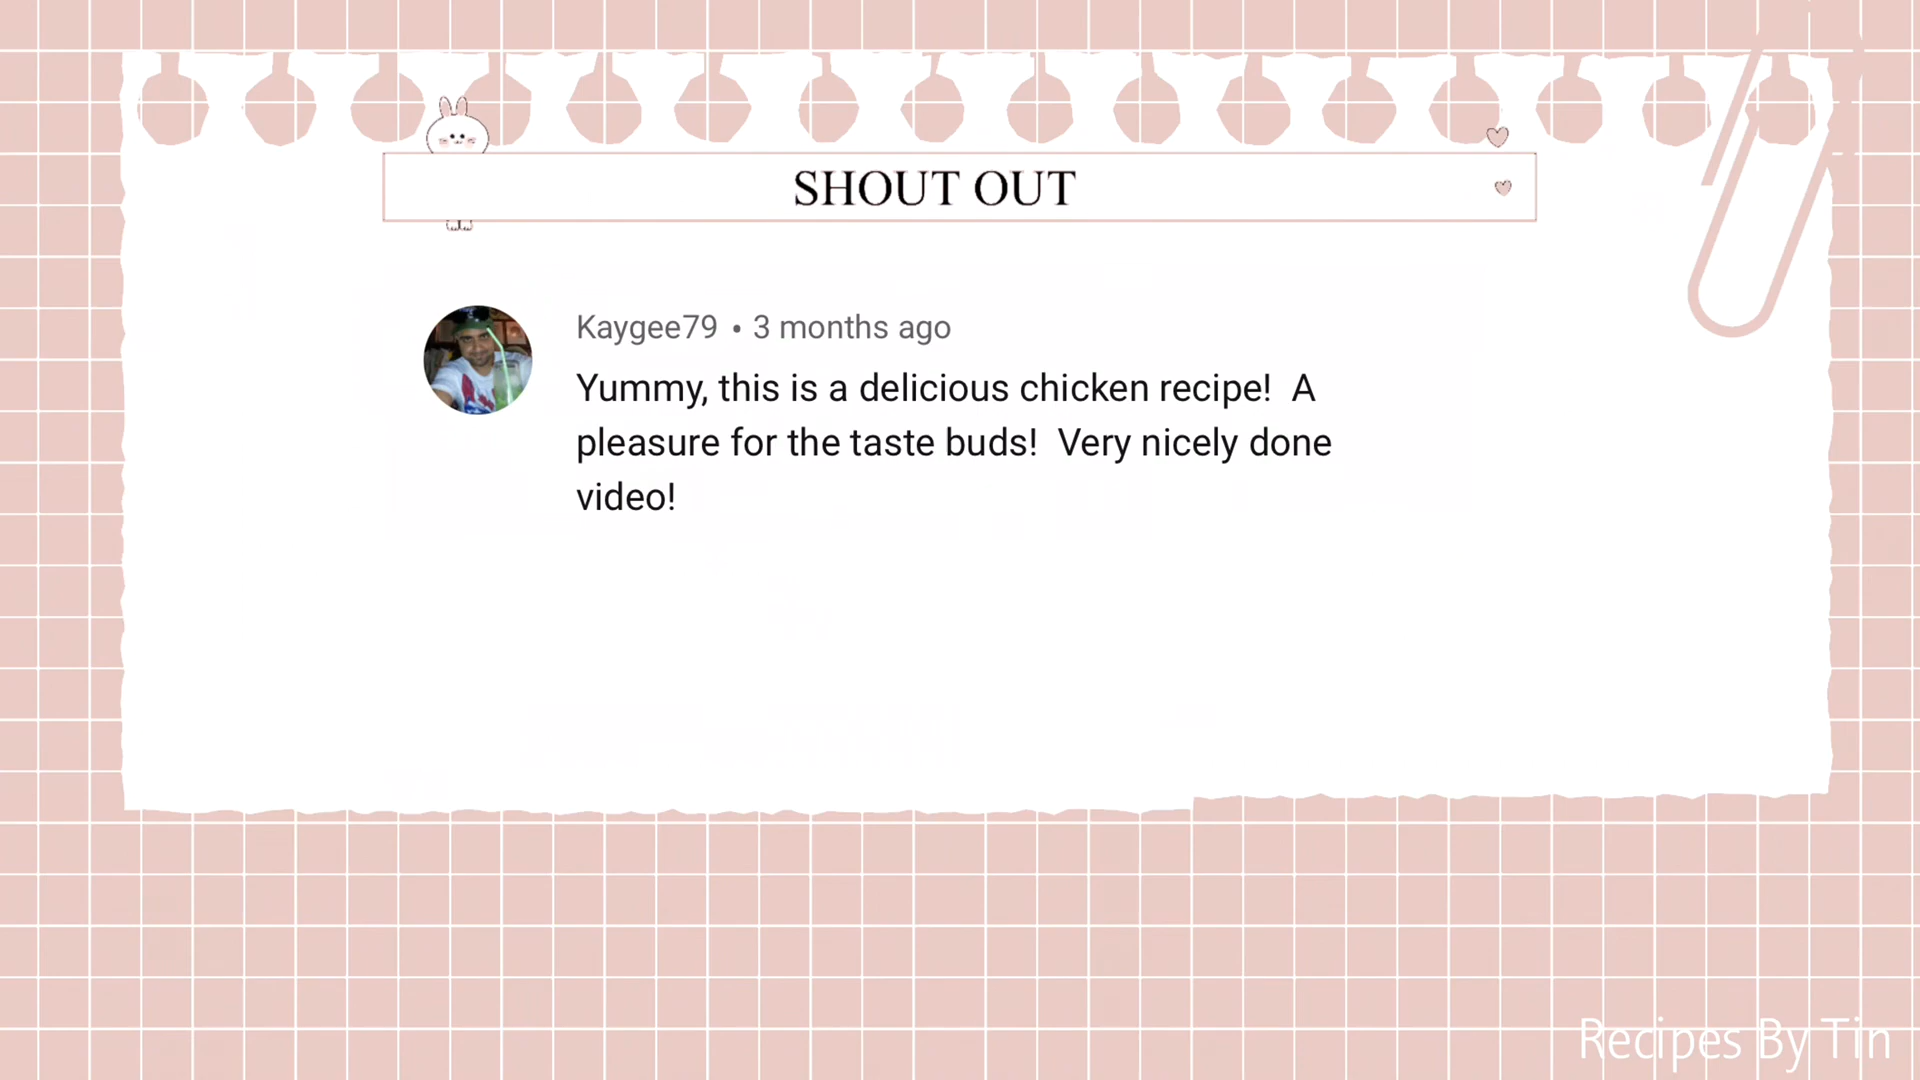 SHOUT OUT
Kaygee79 • 3 months ago
Yummy, this is a delicious chicken recipe!  A
pleasure for the taste buds!  Very nicely done
video!
Recipes By Tin